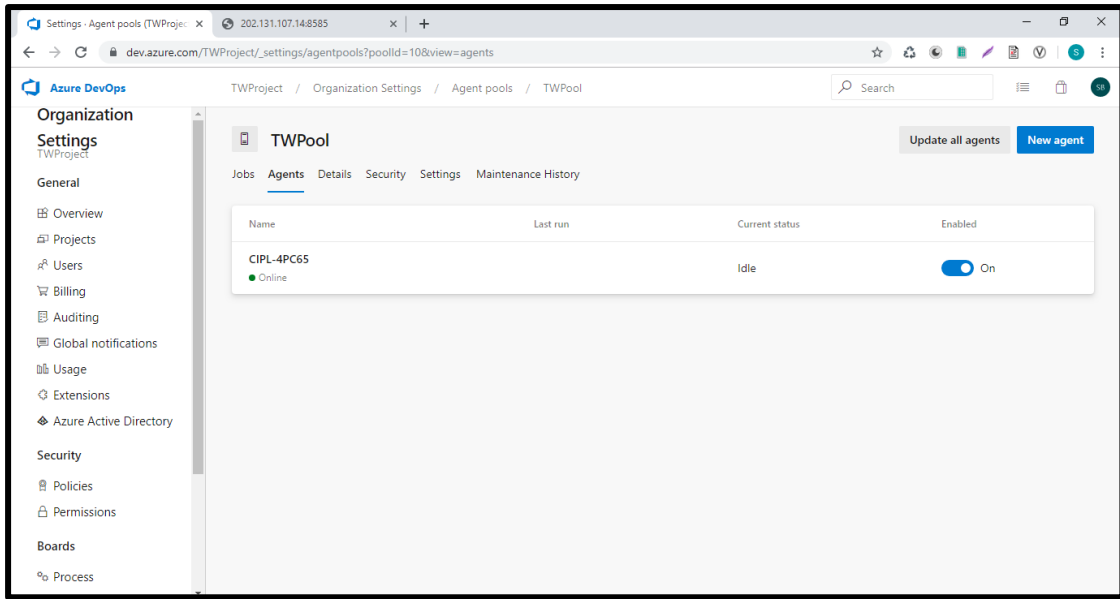 Settings - Agent pools (TWProjec
202.131.107.14:8585
dev.azure.com/TWProject/_settings/agentpools?poolId=10&view=agents
S
Azure DevOps
TWProject / Organization Settings / Agent pools / TWPool
Search
SB
Organization
Settings
TWProject
General
Overview
Projects
Users
Billing
Auditing
Global notifications
Usage
Extensions
Azure Active Directory
Security
Policies
Permissions
Boards
Process
TWPool
Update all agents
New agent
Jobs Agents Details Security Settings Maintenance History
Name Last run Current status Enabled
CIPL-4PC65
Online
Idle
On